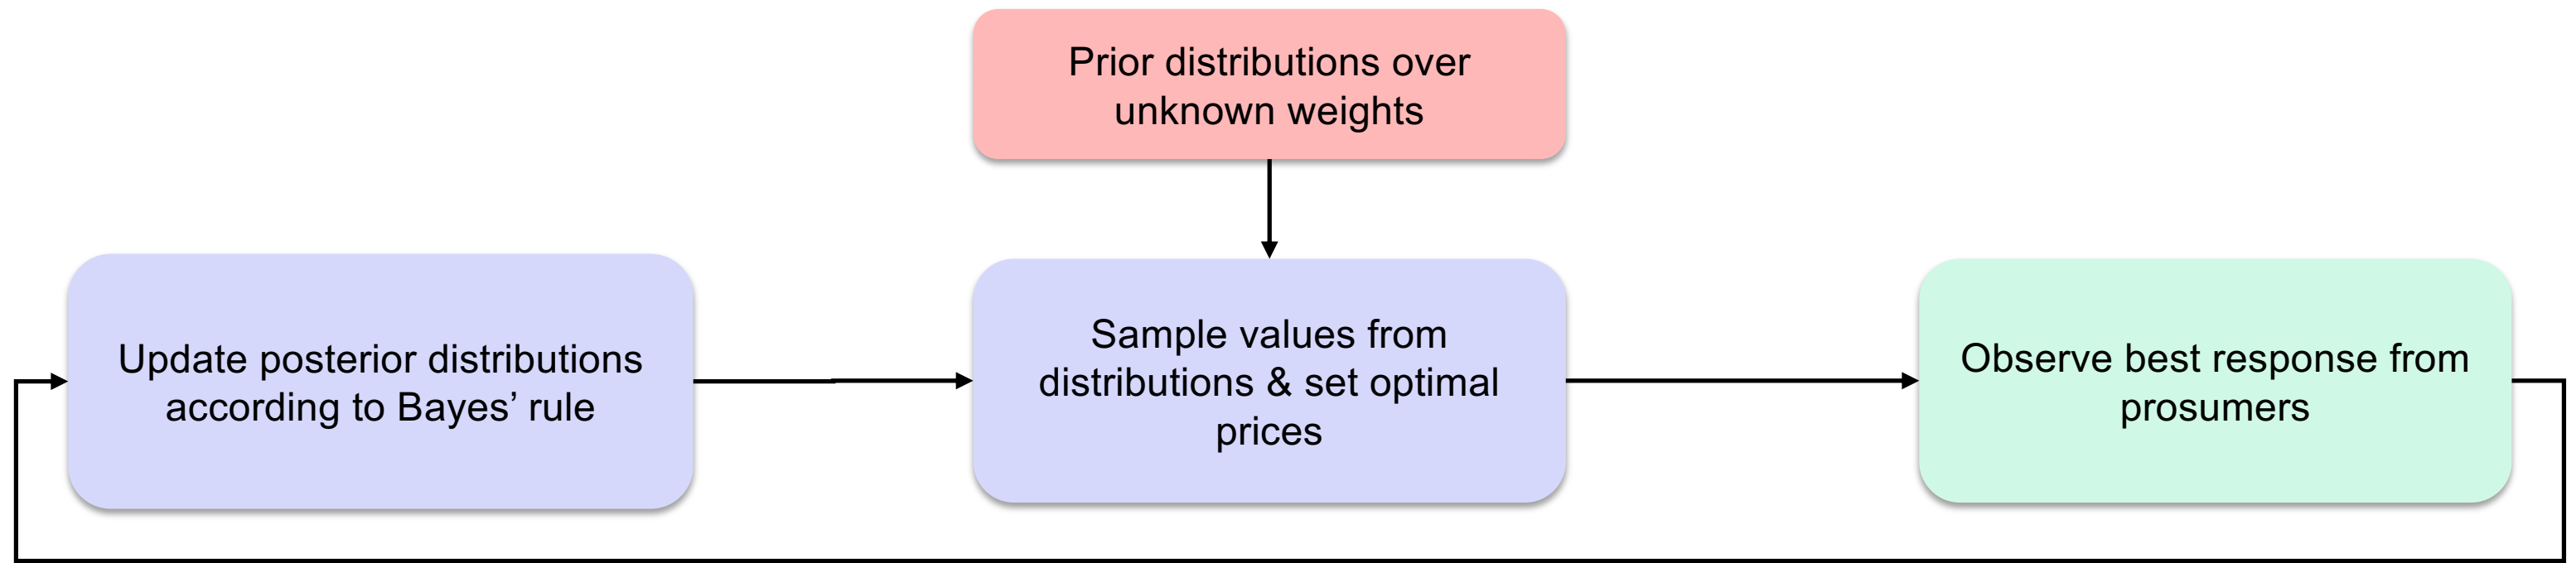 Prior distributions over
unknown weights
Update posterior distributions
according to Bayes’ rule
Sample values from
distributions & set optimal
prices
Observe best response from
prosumers